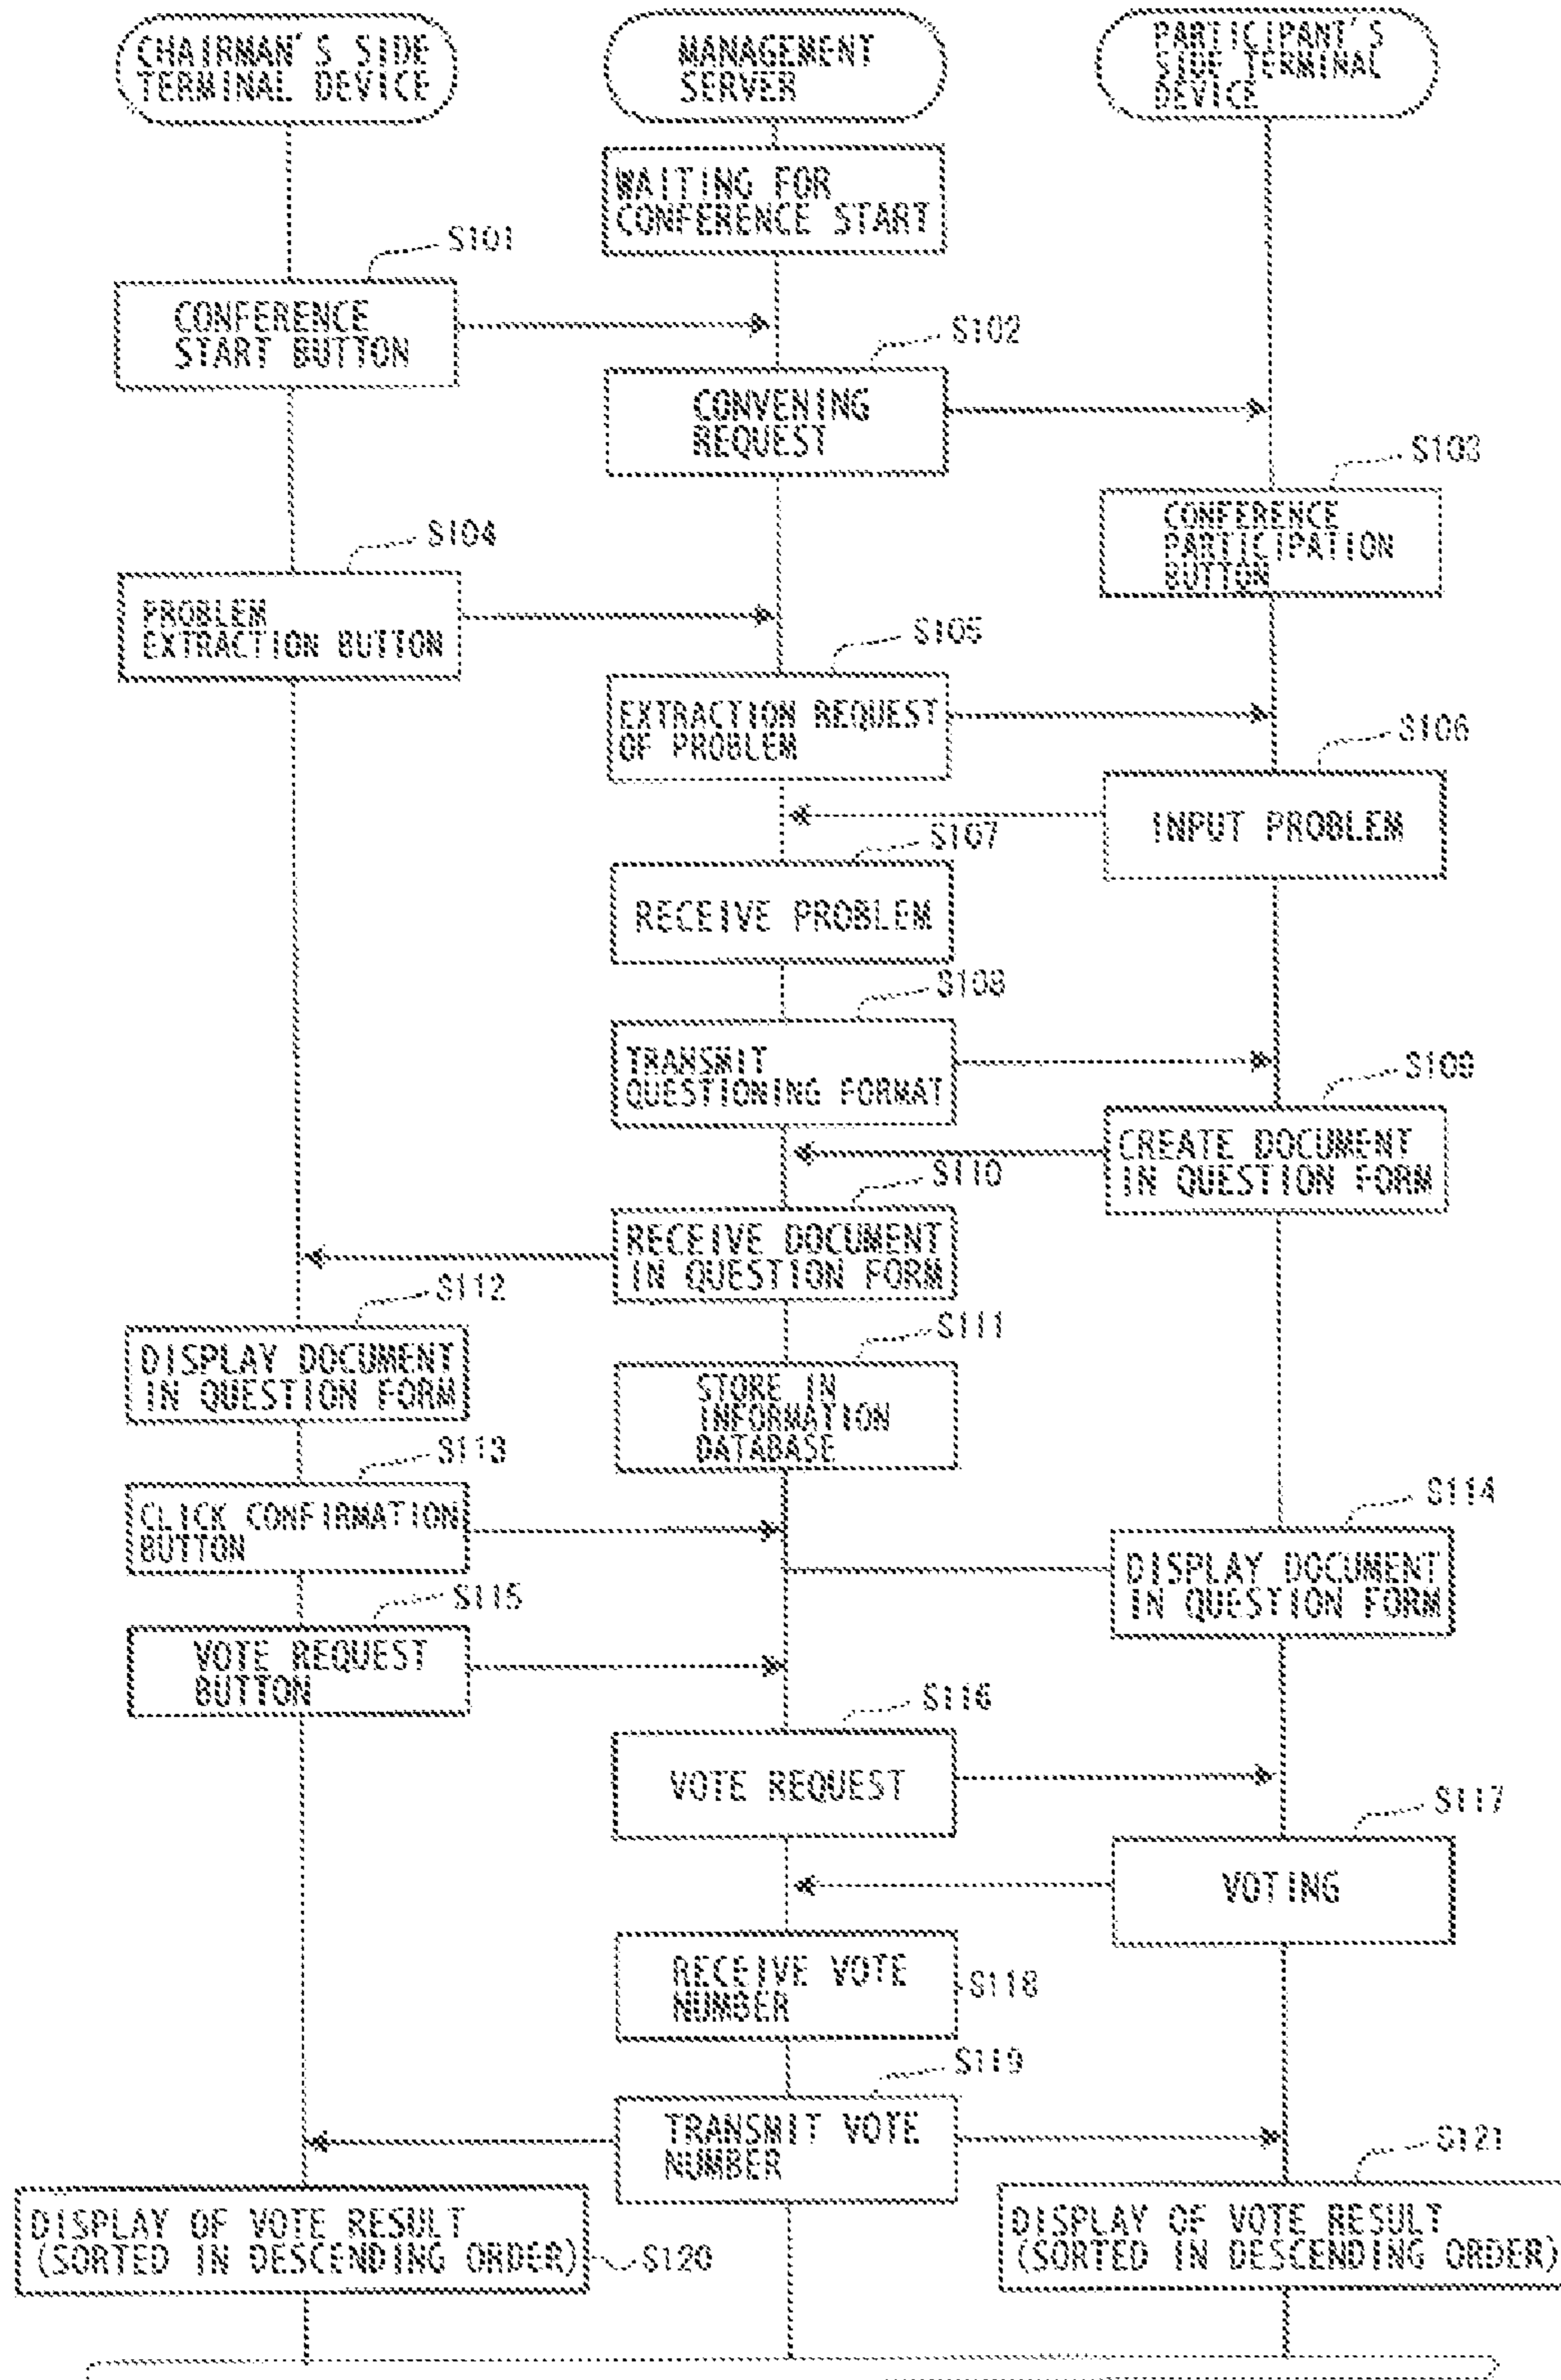 CHAIRMAN'S SIDE
TERMINAL DEVICE
MANAGEMENT
SERVER
PARTICIPANT'S
SIDE TERMINAL
DEVICE
WAITING FOR
CONFERENCE START
S101
CONFERENCE
START BUTTON
S102
CONVENING
REQUEST
S103
CONFERENCE
PARTICIPATION
BUTTON
S104
PROBLEM
EXTRACTION BUTTON
S105
EXTRACTION REQUEST
OF PROBLEM
S106
INPUT PROBLEM
S107
RECEIVE PROBLEM
S108
TRANSMIT
QUESTIONING FORMAT
S109
CREATE DOCUMENT
IN QUESTION FORM
S110
RECEIVE DOCUMENT
IN QUESTION FORM
S112
DISPLAY DOCUMENT
IN QUESTION FORM
S111
STORE IN
INFORMATION
DATABASE
S113
CLICK CONFIRMATION
BUTTON
S114
DISPLAY DOCUMENT
IN QUESTION FORM
S115
VOTE REQUEST
BUTTON
S116
VOTE REQUEST
S117
VOTING
RECEIVE VOTE
NUMBER
S118
S119
TRANSMIT VOTE
NUMBER
S121
DISPLAY OF VOTE RESULT
(SORTED IN DESCENDING ORDER)
S120
DISPLAY OF VOTE RESULT
(SORTED IN DESCENDING ORDER)